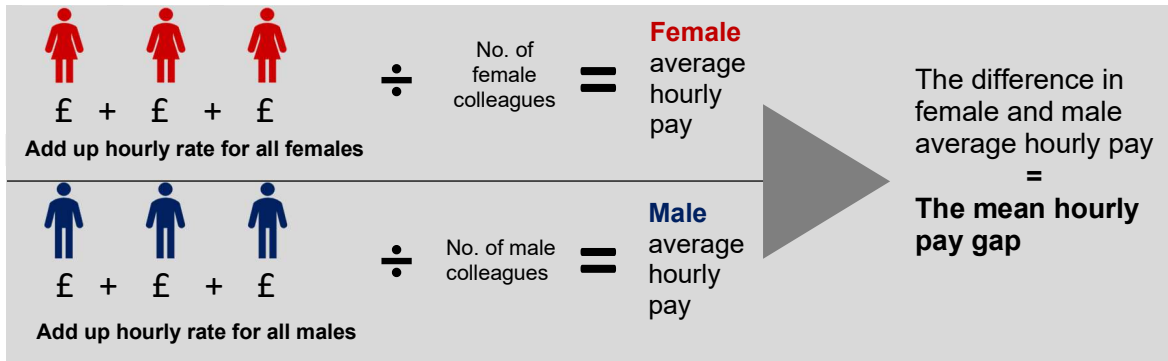 £ + £ + £
Add up hourly rate for all females
÷
No. of
female
colleagues
=
Female
average
hourly
pay
£ + £ + £
Add up hourly rate for all males
÷
No. of male
colleagues
=
Male
average
hourly
pay
The difference in
female and male
average hourly pay
=
The mean hourly
pay gap